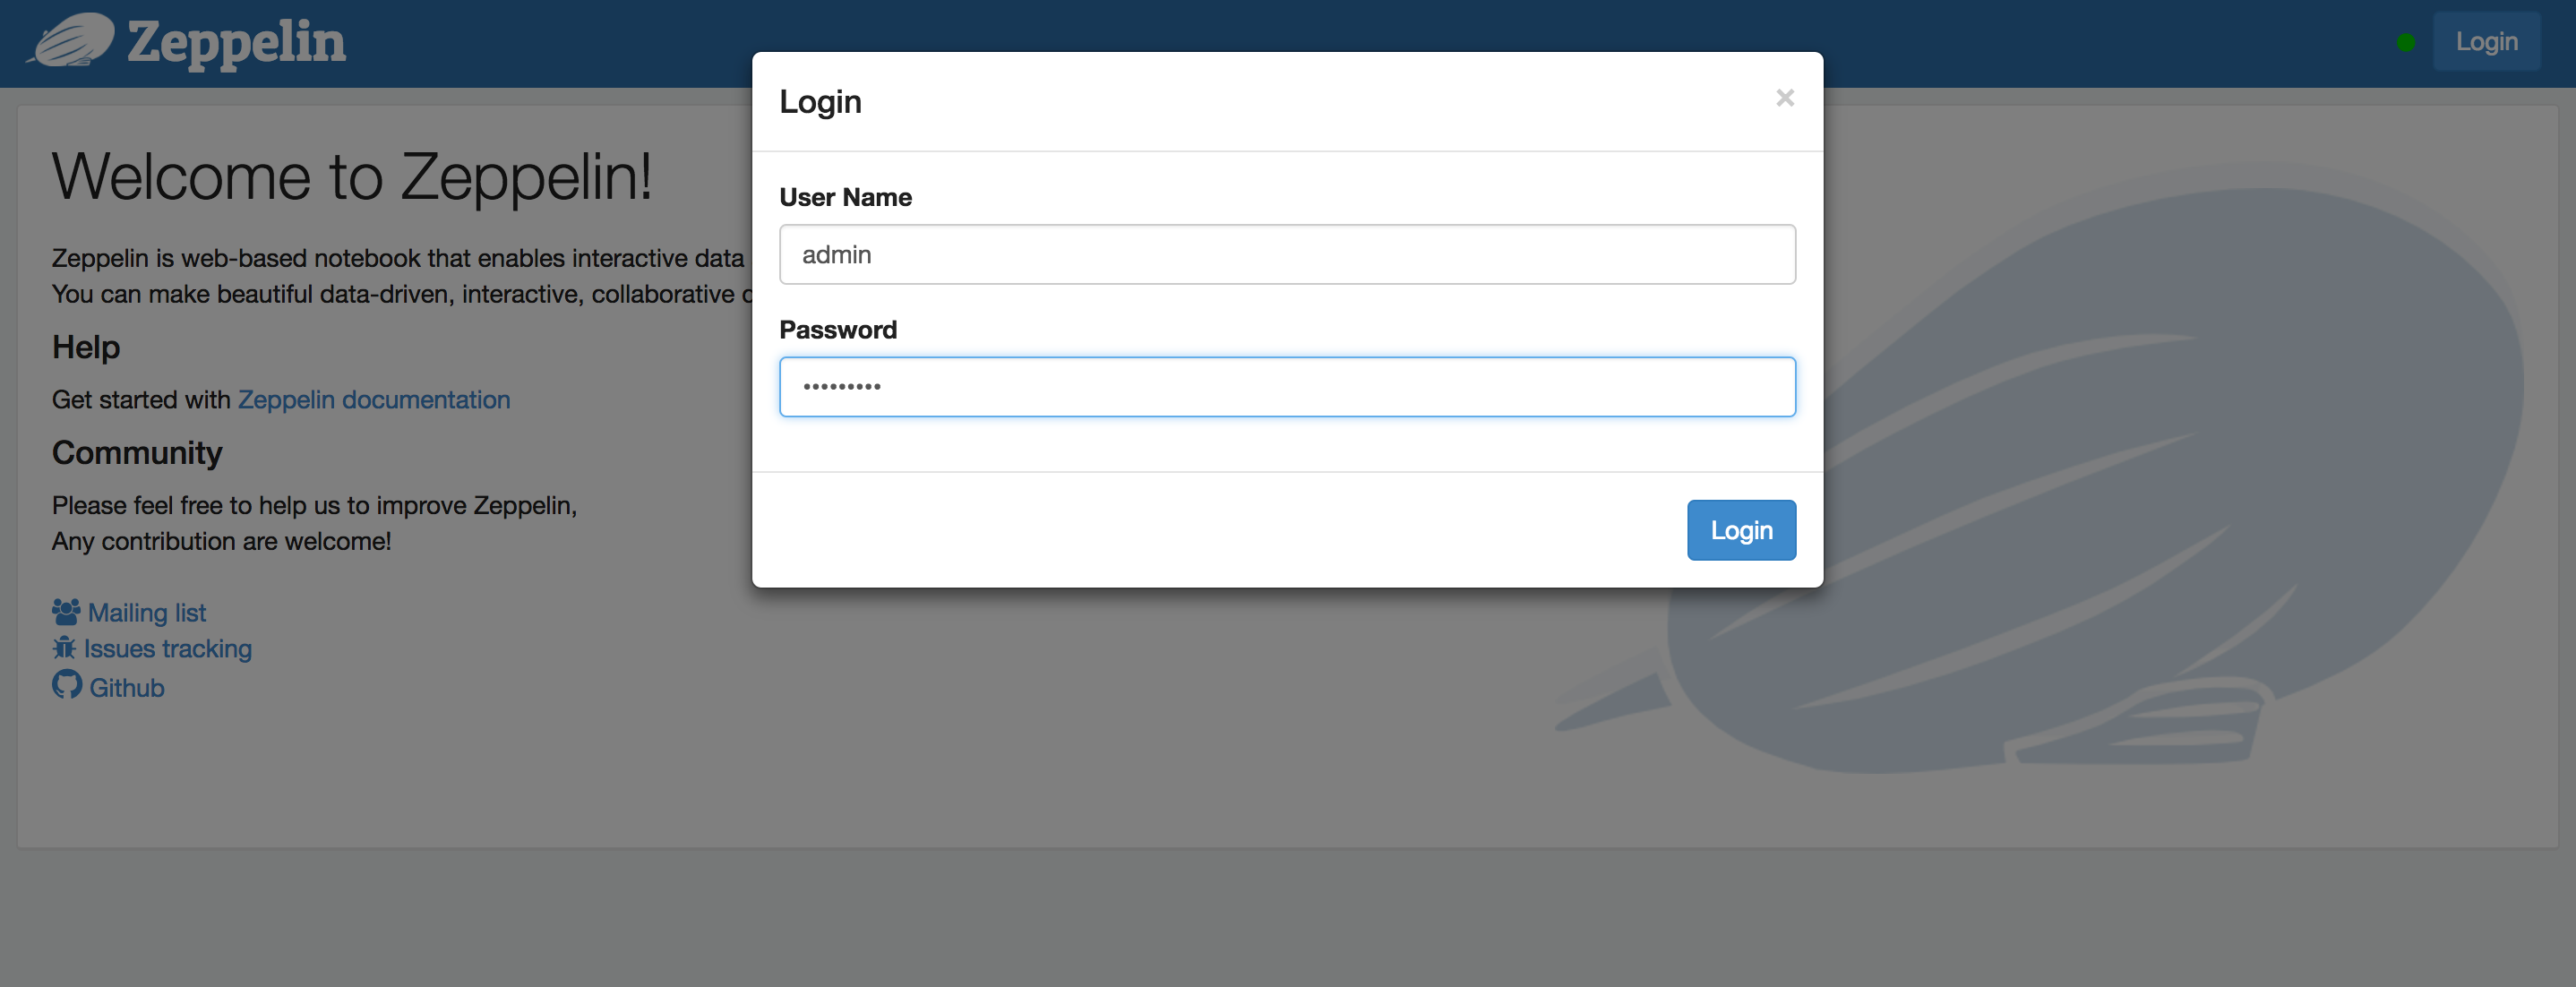 Zeppelin
Login
Login
×
User Name
admin
Password
•••••••••
Login
Welcome to Zeppelin!
Zeppelin is web-based notebook that enables interactive data
You can make beautiful data-driven, interactive, collaborative
Help
Get started with Zeppelin documentation
Community
Please feel free to help us to improve Zeppelin,
Any contribution are welcome!
Mailing list
Issues tracking
Github